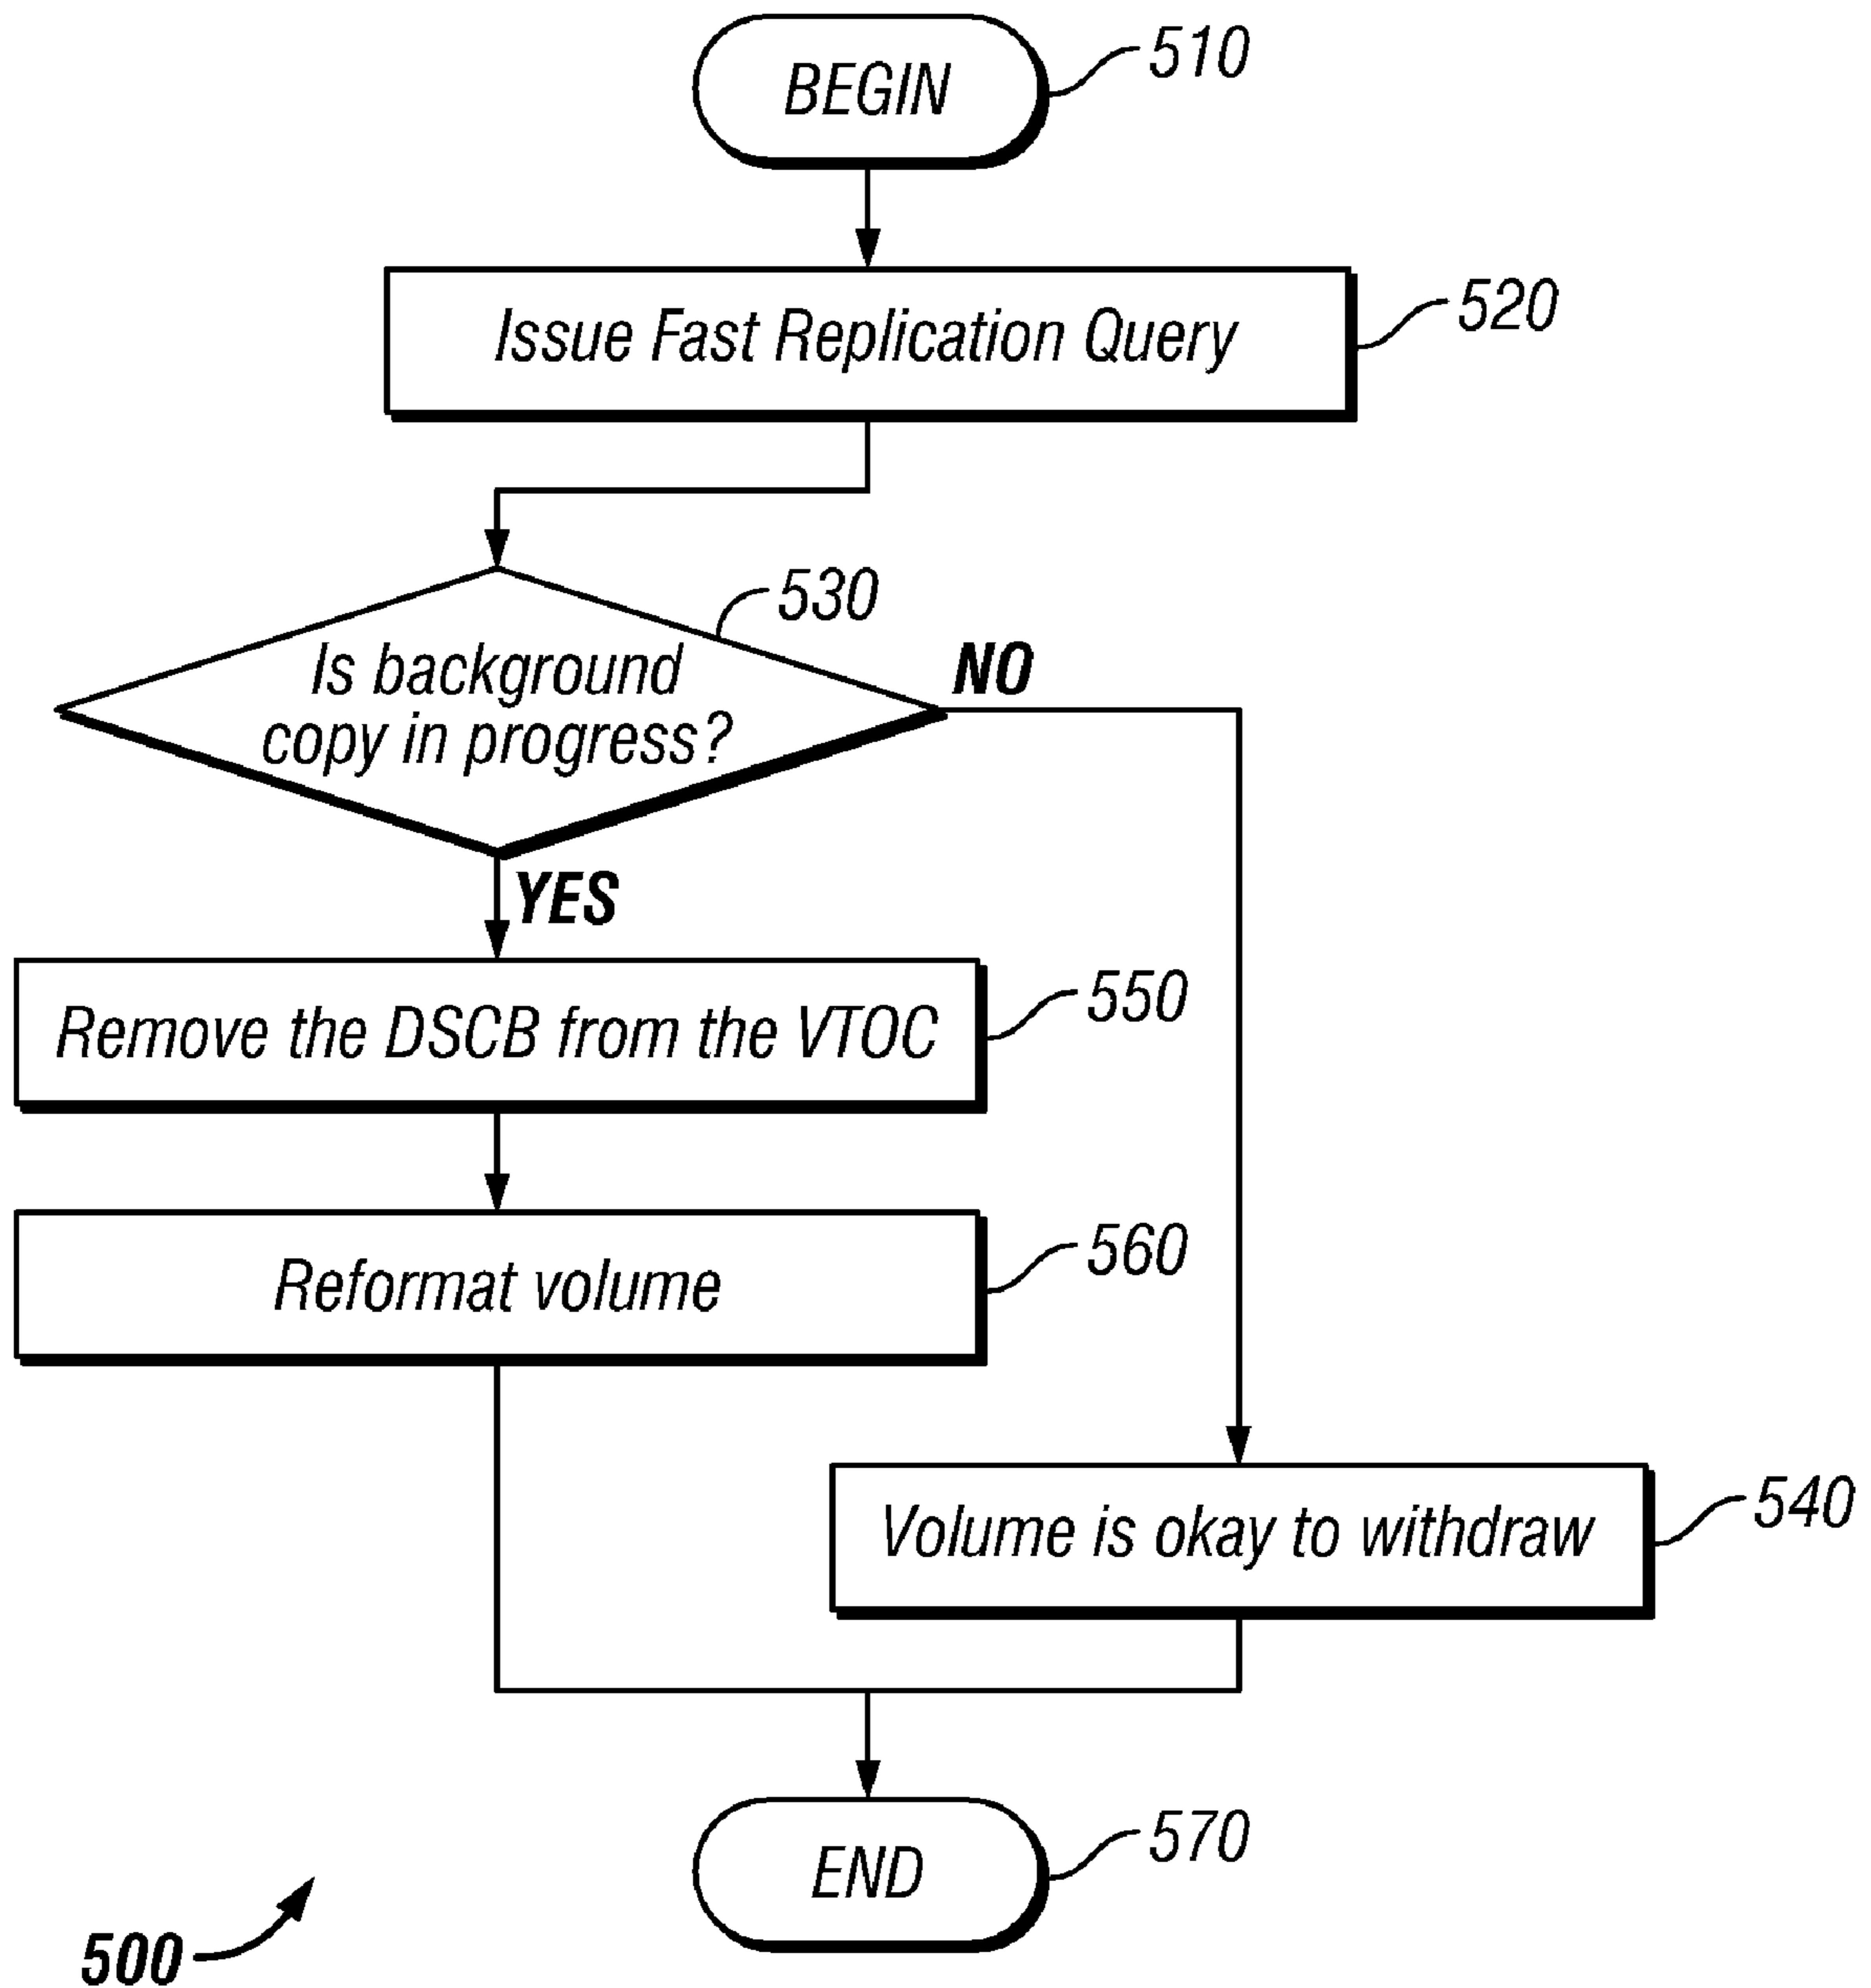 BEGIN
510
Issue Fast Replication Query
520
530
Is background
copy in progress?
NO
YES
Remove the DSCB from the VTOC
550
Reformat volume
560
Volume is okay to withdraw
540
END
570
500